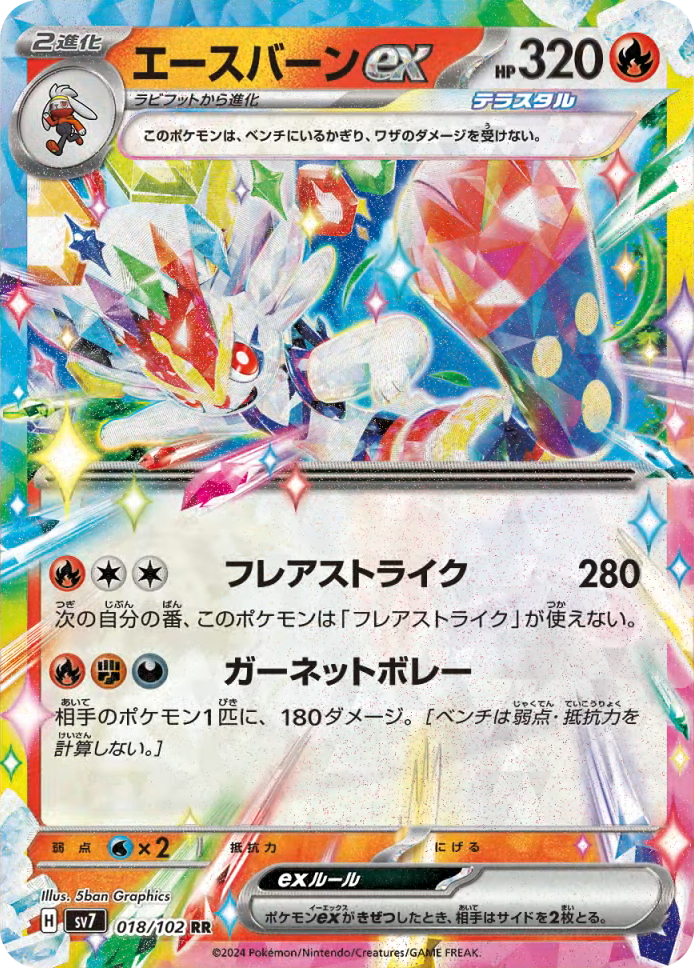 2進化 エースバーンex HP320
ラビフットから進化 テラスタル
このポケモンは、ベンチにいるかぎり、ワザのダメージを受けない。
フレアストライク 280
次の自分の番、このポケモンは「フレアストライク」が使えない。
ガーネットボレー
相手のポケモン1匹に、180ダメージ。[ベンチは弱点・抵抗力を
計算しない。]
弱点 ×2 抵抗力 にげる
Illus. 5ban Graphics
exルール
ポケモンexがきぜつしたとき、相手はサイドを2枚とる。
H sv7 018/102 RR
©2024 Pokémon/Nintendo/Creatures/GAME FREAK.